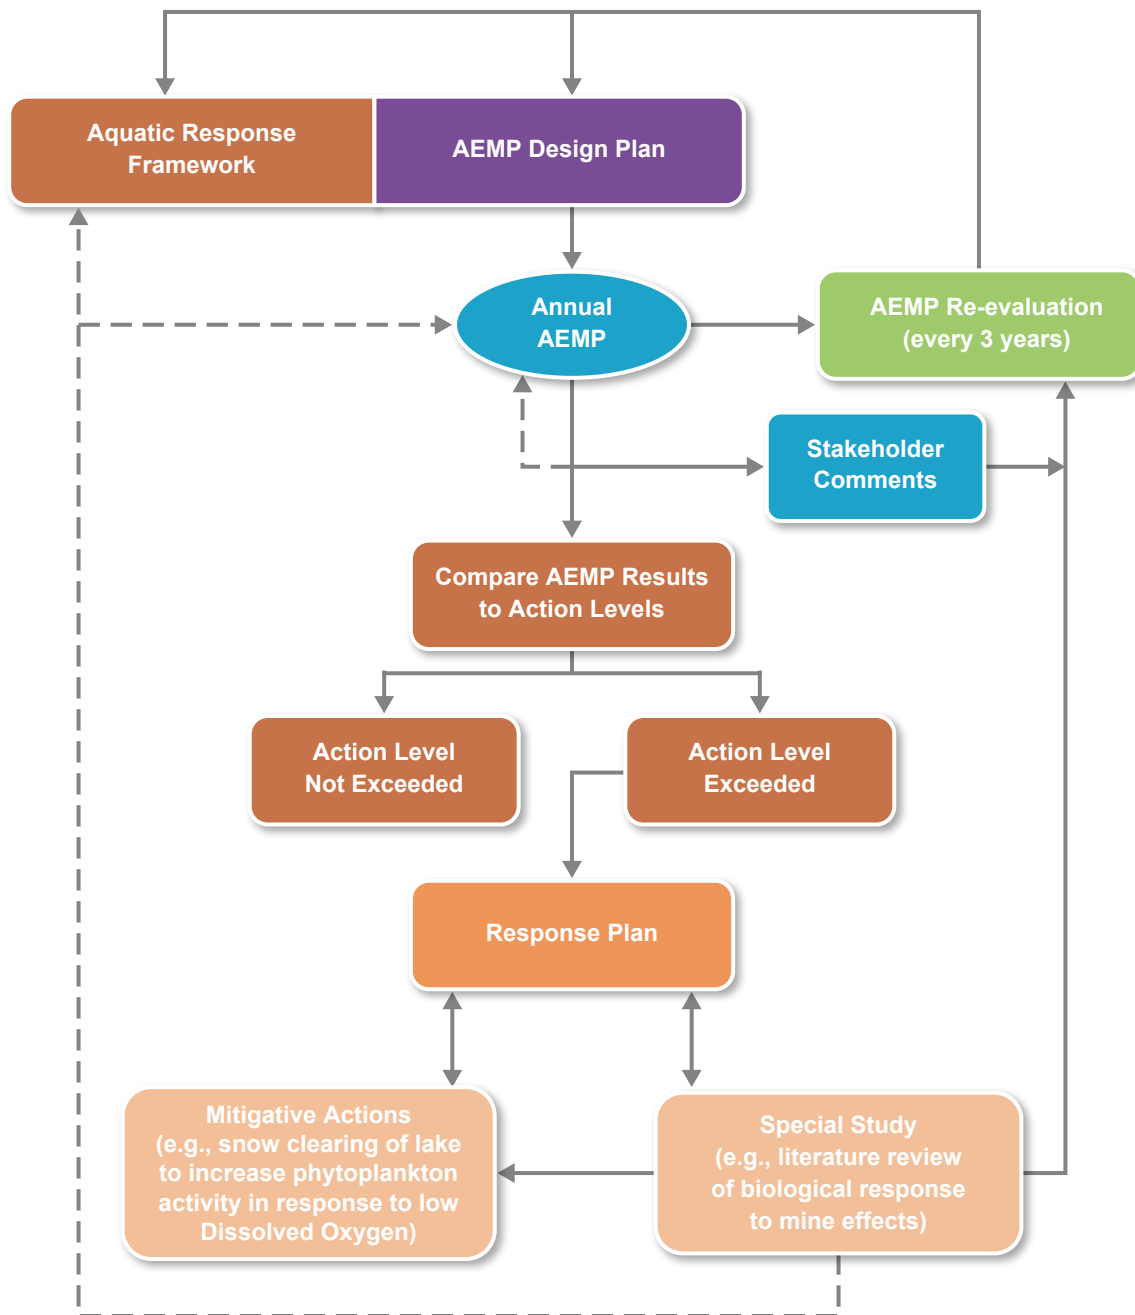 Aquatic Response
Framework
AEMP Design Plan
Annual
AEMP
AEMP Re-evaluation
(every 3 years)
Stakeholder
Comments
Compare AEMP Results
to Action Levels
Action Level
Not Exceeded
Action Level
Exceeded
Response Plan
Mitigative Actions
(e.g., snow clearing of lake
to increase phytoplankton
activity in response to low
Dissolved Oxygen)
Special Study
(e.g., literature review
of biological response
to mine effects)